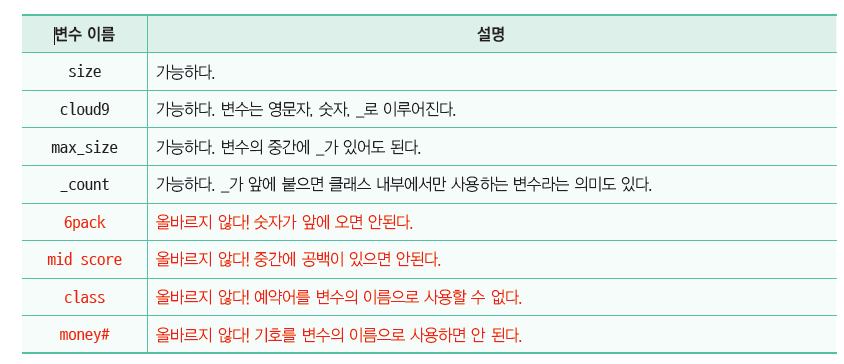 변수 이름 설명
size 가능하다.
cloud9 가능하다. 변수는 영문자, 숫자, _로 이루어진다.
max_size 가능하다. 변수의 중간에 _가 있어도 된다.
_count 가능하다. _가 앞에 붙으면 클래스 내부에서만 사용하는 변수라는 의미도 있다.
6pack 올바르지 않다! 숫자가 앞에 오면 안된다.
mid score 올바르지 않다! 중간에 공백이 있으면 안된다.
class 올바르지 않다! 예약어를 변수의 이름으로 사용할 수 없다.
money# 올바르지 않다! 기호를 변수의 이름으로 사용하면 안 된다.